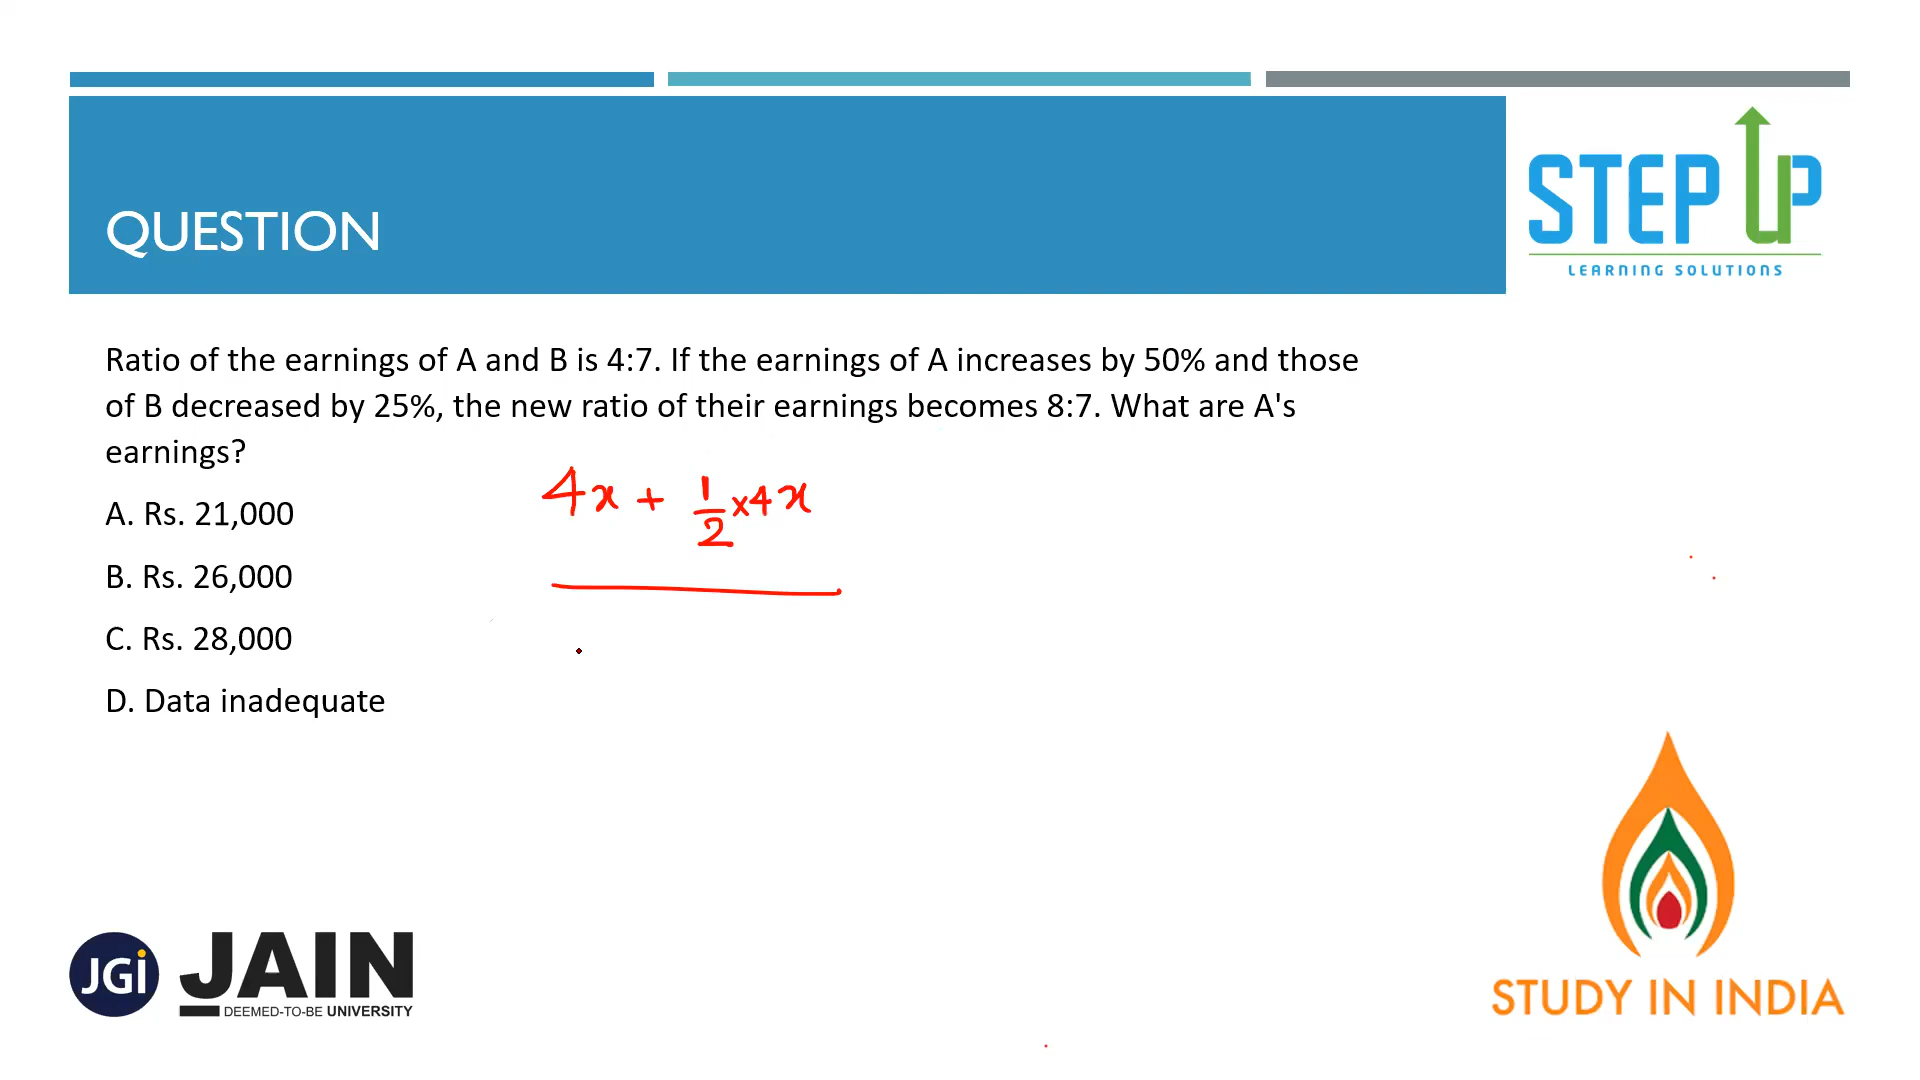 STEP UP
LEARNING SOLUTIONS
QUESTION
Ratio of the earnings of A and B is 4:7. If the earnings of A increases by 50% and those
of B decreased by 25%, the new ratio of their earnings becomes 8:7. What are A's
earnings?
4x + 1/2 x 4x
A. Rs. 21,000
B. Rs. 26,000
C. Rs. 28,000
D. Data inadequate
JGi JAIN
DEEMED-TO-BE UNIVERSITY
STUDY IN INDIA